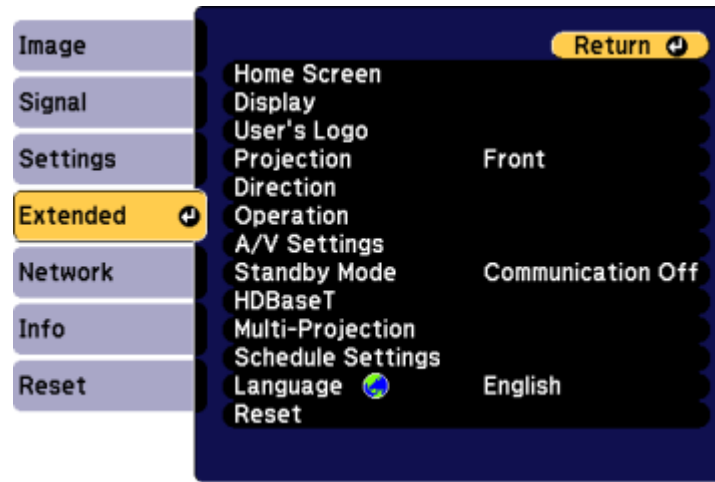 Image
Signal
Settings
Extended
Network
Info
Reset
Return
Home Screen
Display
User's Logo
Projection Front
Direction
Operation
A/V Settings
Standby Mode Communication Off
HDBaseT
Multi-Projection
Schedule Settings
Language English
Reset